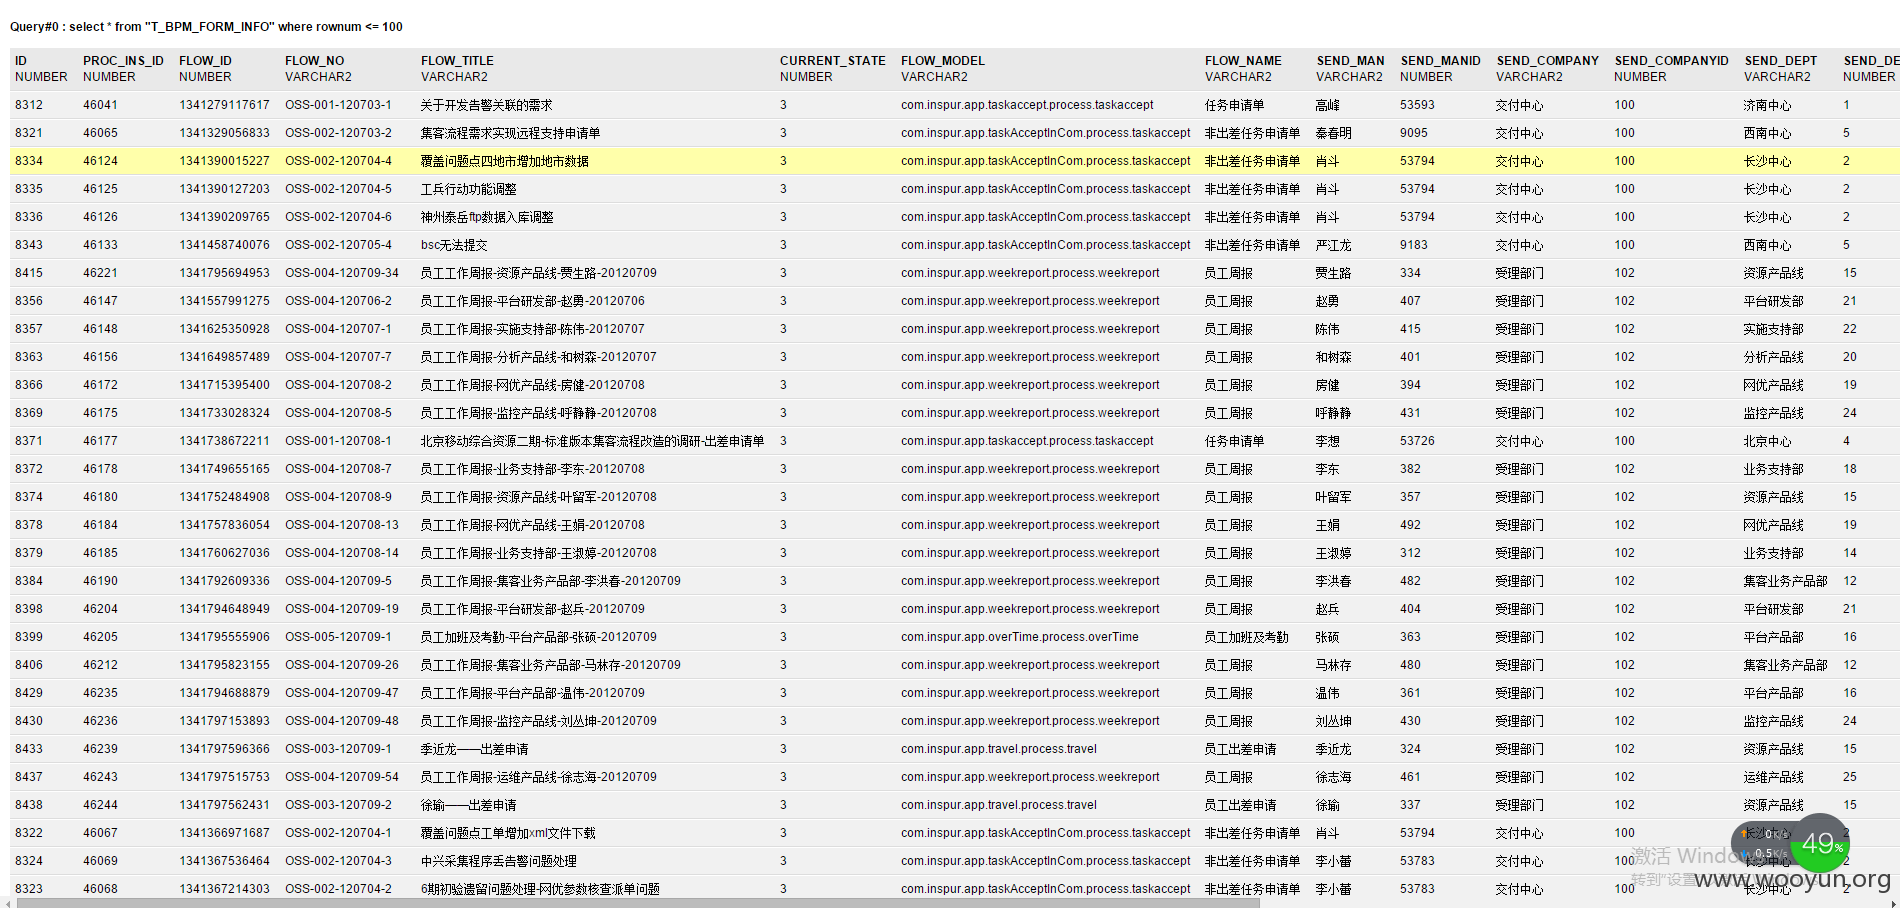 Query#0 : select * from "T_BPM_FORM_INFO" where rownum <= 100
ID PROC_INS_ID FLOW_ID FLOW_NO FLOW_TITLE CURRENT_STATE FLOW_MODEL FLOW_NAME SEND_MAN SEND_MANID SEND_COMPANY SEND_COMPANYID SEND_DEPT SEND_DE
NUMBER NUMBER NUMBER VARCHAR2 VARCHAR2 NUMBER VARCHAR2 VARCHAR2 VARCHAR2 NUMBER VARCHAR2 NUMBER VARCHAR2 NUMBER
8312 46041 1341279117617 OSS-001-120703-1 关于开发告警关联的需求 3 com.inspur.app.taskaccept.process.taskaccept 任务申请单 高峰 53593 交付中心 100 济南中心 1
8321 46065 1341329056833 OSS-002-120703-2 集客流程需求实现远程支持申请单 3 com.inspur.app.taskAcceptInCom.process.taskaccept 非出差任务申请单 秦春明 9095 交付中心 100 西南中心 5
8334 46124 1341390015227 OSS-002-120704-4 覆盖问题点四地市增加地市数据 3 com.inspur.app.taskAcceptInCom.process.taskaccept 非出差任务申请单 肖斗 53794 交付中心 100 长沙中心 2
8335 46125 1341390127203 OSS-002-120704-5 工兵行动功能调整 3 com.inspur.app.taskAcceptInCom.process.taskaccept 非出差任务申请单 肖斗 53794 交付中心 100 长沙中心 2
8336 46126 1341390209765 OSS-002-120704-6 神州泰岳ftp数据入库调整 3 com.inspur.app.taskAcceptInCom.process.taskaccept 非出差任务申请单 肖斗 53794 交付中心 100 长沙中心 2
8343 46133 1341458740076 OSS-002-120705-4 bsc无法提交 3 com.inspur.app.taskAcceptInCom.process.taskaccept 非出差任务申请单 严江龙 9183 交付中心 100 西南中心 5
8415 46221 1341795694953 OSS-004-120709-34 员工工作周报-资源产品线-贾生路-20120709 3 com.inspur.app.weekreport.process.weekreport 员工周报 贾生路 334 受理部门 102 资源产品线 15
8356 46147 1341557991275 OSS-004-120706-2 员工工作周报-平台研发部-赵勇-20120706 3 com.inspur.app.weekreport.process.weekreport 员工周报 赵勇 407 受理部门 102 平台研发部 21
8357 46148 1341625350928 OSS-004-120707-1 员工工作周报-实施支持部-陈伟-20120707 3 com.inspur.app.weekreport.process.weekreport 员工周报 陈伟 415 受理部门 102 实施支持部 22
8363 46156 1341649857489 OSS-004-120707-7 员工工作周报-分析产品线-和树森-20120707 3 com.inspur.app.weekreport.process.weekreport 员工周报 和树森 401 受理部门 102 分析产品线 20
8366 46172 1341715395400 OSS-004-120708-2 员工工作周报-网优产品线-房健-20120708 3 com.inspur.app.weekreport.process.weekreport 员工周报 房健 394 受理部门 102 网优产品线 19
8369 46175 1341733028324 OSS-004-120708-5 员工工作周报-监控产品线-呼静静-20120708 3 com.inspur.app.weekreport.process.weekreport 员工周报 呼静静 431 受理部门 102 监控产品线 24
8371 46177 1341738672211 OSS-001-120708-1 北京移动综合资源二期-标准版本集客流程改造的调研-出差申请单 3 com.inspur.app.taskaccept.process.taskaccept 任务申请单 李想 53726 交付中心 100 北京中心 4
8372 46178 1341749655165 OSS-004-120708-7 员工工作周报-业务支持部-李东-20120708 3 com.inspur.app.weekreport.process.weekreport 员工周报 李东 382 受理部门 102 业务支持部 18
8374 46180 1341752484908 OSS-004-120708-9 员工工作周报-资源产品线-叶留军-20120708 3 com.inspur.app.weekreport.process.weekreport 员工周报 叶留军 357 受理部门 102 资源产品线 15
8378 46184 1341757836054 OSS-004-120708-13 员工工作周报-网优产品线-王娟-20120708 3 com.inspur.app.weekreport.process.weekreport 员工周报 王娟 492 受理部门 102 网优产品线 19
8379 46185 1341760627036 OSS-004-120708-14 员工工作周报-业务支持部-王淑婷-20120708 3 com.inspur.app.weekreport.process.weekreport 员工周报 王淑婷 312 受理部门 102 业务支持部 14
8384 46190 1341792609336 OSS-004-120709-5 员工工作周报-集客业务产品部-李洪春-20120709 3 com.inspur.app.weekreport.process.weekreport 员工周报 李洪春 482 受理部门 102 集客业务产品部 12
8398 46204 1341794648949 OSS-004-120709-19 员工工作周报-平台研发部-赵兵-20120709 3 com.inspur.app.weekreport.process.weekreport 员工周报 赵兵 404 受理部门 102 平台研发部 21
8399 46205 1341795555906 OSS-005-120709-1 员工加班及考勤-平台产品部-张硕-20120709 3 com.inspur.app.overTime.process.overTime 员工加班及考勤 张硕 363 受理部门 102 平台产品部 16
8406 46212 1341795823155 OSS-004-120709-26 员工工作周报-集客业务产品部-马林存-20120709 3 com.inspur.app.weekreport.process.weekreport 员工周报 马林存 480 受理部门 102 集客业务产品部 12
8429 46235 1341794688879 OSS-004-120709-47 员工工作周报-平台产品部-温伟-20120709 3 com.inspur.app.weekreport.process.weekreport 员工周报 温伟 361 受理部门 102 平台产品部 16
8430 46236 1341797153893 OSS-004-120709-48 员工工作周报-监控产品线-刘丛坤-20120709 3 com.inspur.app.weekreport.process.weekreport 员工周报 刘丛坤 430 受理部门 102 监控产品线 24
8433 46239 1341797596366 OSS-003-120709-1 季近龙——出差申请 3 com.inspur.app.travel.process.travel 员工出差申请 季近龙 324 受理部门 102 资源产品线 15
8437 46243 1341797515753 OSS-004-120709-54 员工工作周报-运维产品线-徐志海-20120709 3 com.inspur.app.weekreport.process.weekreport 员工周报 徐志海 461 受理部门 102 运维产品线 25
8438 46244 1341797562431 OSS-003-120709-2 徐瑜——出差申请 3 com.inspur.app.travel.process.travel 员工出差申请 徐瑜 337 受理部门 102 资源产品线 15
8322 46067 1341366971687 OSS-002-120704-1 覆盖问题点工单增加xml文件下载 3 com.inspur.app.taskAcceptInCom.process.taskaccept 非出差任务申请单 肖斗 53794 交付中心 100 长沙中心 2
8324 46069 1341367536464 OSS-002-120704-3 中兴采集程序丢告警问题处理 3 com.inspur.app.taskAcceptInCom.process.taskaccept 非出差任务申请单 李小蕾 53783 交付中心 100 长沙中心 2
8323 46068 1341367214303 OSS-002-120704-2 6期初验遗留问题处理-网优参数核查派单问题 3 com.inspur.app.taskAcceptInCom.process.taskaccept 非出差任务申请单 李小蕾 53783 交付中心 100 长沙中心 2
0K/s
0.5K/s
49%
激活 Windows
转到"设置
www.wooyun.org